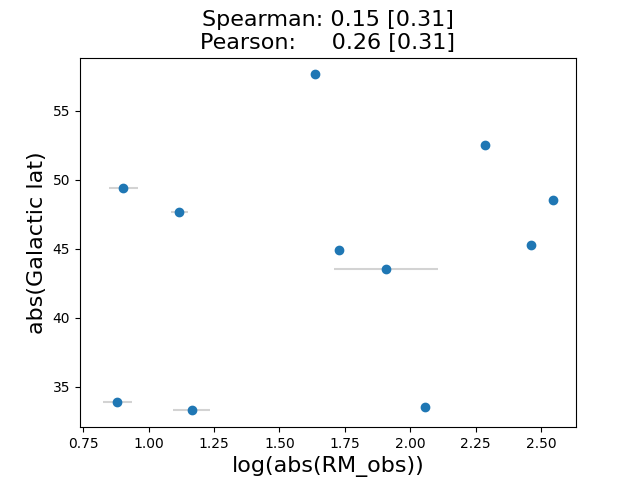 Spearman: 0.15 [0.31]
Pearson: 0.26 [0.31]
abs(Galactic lat)
55
50
45
40
35
0.75 1.00 1.25 1.50 1.75 2.00 2.25 2.50
log(abs(RM_obs))